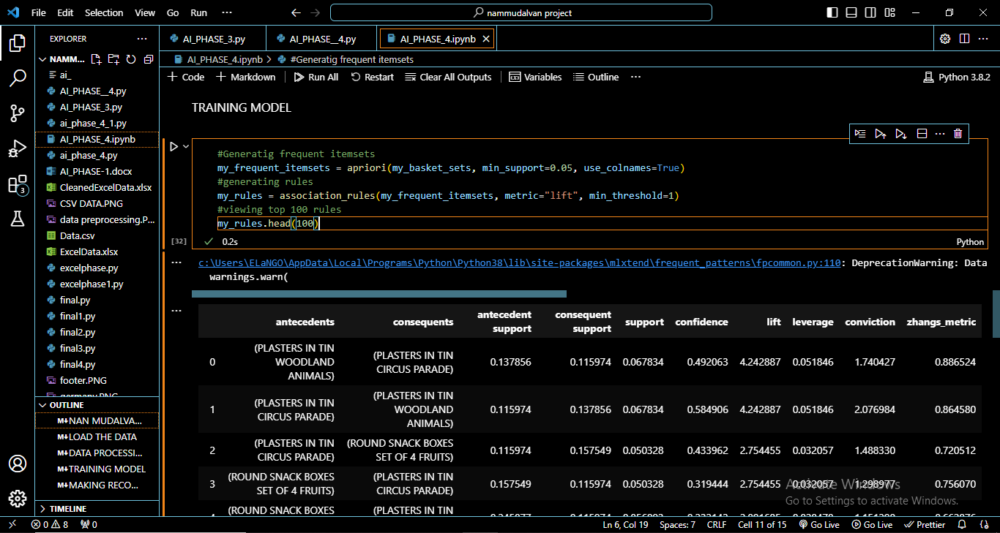 File Edit Selection View Go Run ···
nammudalvan project
EXPLORER ···
AI_PHASE_3.py
AI_PHASE__4.py
AI_PHASE_4.ipynb
NAMM...
AI_PHASE_4.ipynb > #Generatig frequent itemsets
+ Code + Markdown Run All Restart Clear All Outputs Variables Outline ···
Python 3.8.2
ai_
AI_PHASE__4.py
AI_PHASE_3.py
ai_phase_4_1.py
AI_PHASE_4.ipynb
ai_phase_4.py
AI_PHASE-1.docx
CleanedExcelData.xlsx
CSV DATA.PNG
data preprocessing.P...
Data.csv
ExcelData.xlsx
excelphase.py
excelphase1.py
final.py
final1.py
final2.py
final3.py
final4.py
footer.PNG
germany.PNG
3
OUTLINE
M↓NAN MUDALVA...
M↓LOAD THE DATA
M↓DATA PROCESSI...
M↓TRAINING MODEL
M↓MAKING RECO...
TIMELINE
TRAINING MODEL
#Generatig frequent itemsets
my_frequent_itemsets = apriori(my_basket_sets, min_support=0.05, use_colnames=True)
#generating rules
my_rules = association_rules(my_frequent_itemsets, metric="lift", min_threshold=1)
#viewing top 100 rules
my_rules.head(100)
[32] 0.2s Python
c:\Users\ELaNGO\AppData\Local\Programs\Python\Python38\lib\site-packages\mlxtend\frequent_patterns\fpcommon.py:110: DeprecationWarning: Data
warnings.warn(
antecedents consequents antecedent support consequent support support confidence lift leverage conviction zhangs_metric
0 (PLASTERS IN TIN WOODLAND ANIMALS) (PLASTERS IN TIN CIRCUS PARADE) 0.137856 0.115974 0.067834 0.492063 4.242887 0.051846 1.740427 0.886524
1 (PLASTERS IN TIN CIRCUS PARADE) (PLASTERS IN TIN WOODLAND ANIMALS) 0.115974 0.137856 0.067834 0.584906 4.242887 0.051846 2.076984 0.864580
2 (PLASTERS IN TIN CIRCUS PARADE) (ROUND SNACK BOXES SET OF 4 FRUITS) 0.115974 0.157549 0.050328 0.433962 2.754455 0.032057 1.488330 0.720512
3 (ROUND SNACK BOXES SET OF 4 FRUITS) (PLASTERS IN TIN CIRCUS PARADE) 0.157549 0.115974 0.050328 0.319444 2.754455 0.032057 1.298977 0.756070
(ROUND SNACK BOXES (PLASTERS IN TIN
Activate Windows
Go to Settings to activate Windows.
0 8 0 Ln 6, Col 19 Spaces: 7 CRLF Cell 11 of 15 Go Live Go Live Prettier